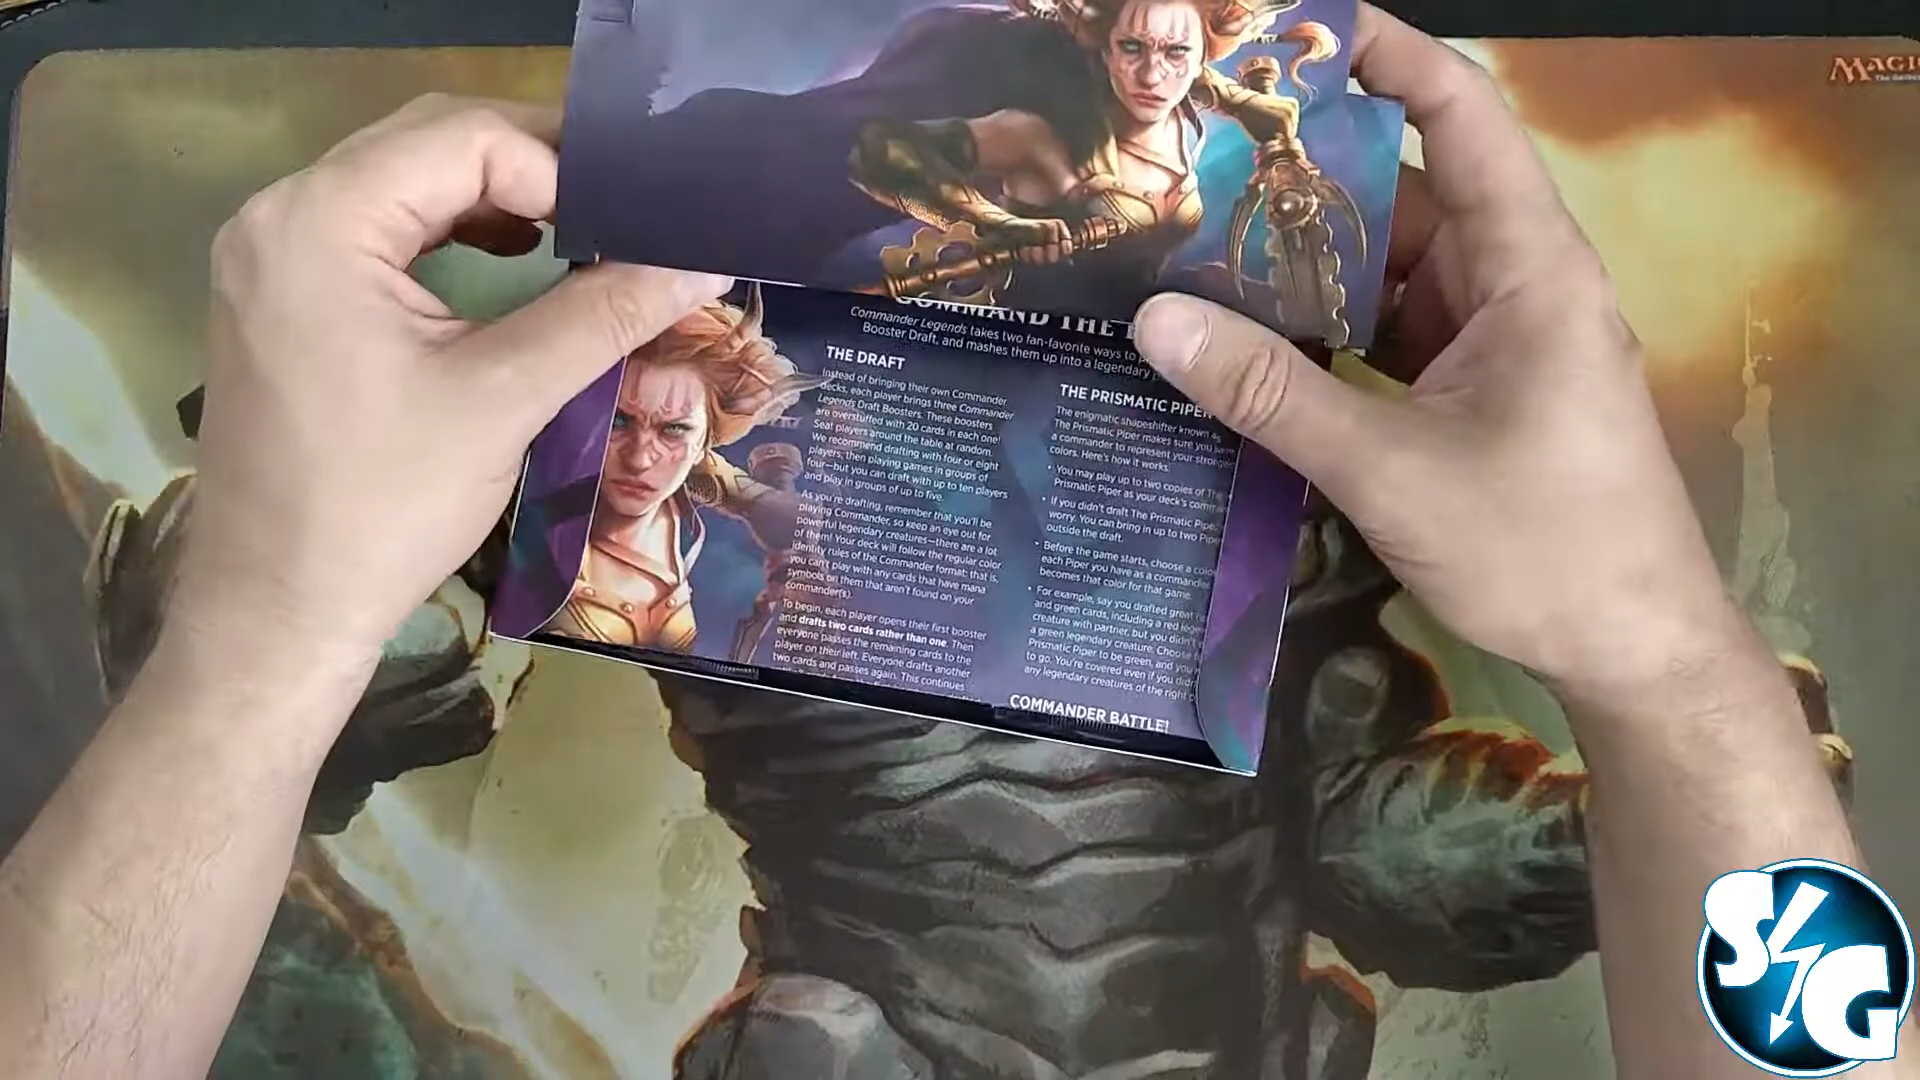 MAGIC
COMMAND THE
Commander Legends takes two fan-favorite ways to
Booster Draft, and mashes them up into a legendary
THE DRAFT
Instead of bringing their own Commander
decks, each player brings three Commander
Legends Draft Boosters. These boosters
are overstuffed with 20 cards in each one!
Seat players around the table at random.
We recommend drafting with four or eight
players, then playing games in groups of
four—but you can draft with up to ten players
and play in groups of up to five.
As you're drafting, remember that you'll be
playing Commander, so keep an eye out for
powerful legendary creatures—there are a lot
of them! Your deck will follow the regular color
identity rules of the Commander format: that is,
you can't play with any cards that have mana
symbols on them that aren't found on your
commander(s).
To begin, each player opens their first booster
and drafts two cards rather than one. Then
everyone passes the remaining cards to the
player on their left. Everyone drafts another
two cards and passes again. This continues
THE PRISMATIC PIPER
The enigmatic shapeshifter known as
The Prismatic Piper makes sure you have
a commander to represent your strongest
colors. Here's how it works.
• You may play up to two copies of The
Prismatic Piper as your deck's
• If you didn't draft The Prismatic Piper,
worry. You can bring in up to two
outside the draft.
• Before the game starts, choose a color
each Piper you have as a commander
becomes that color for that game.
• For example, say you drafted great
and green cards, including a red
creature with partner, but you didn't
a green legendary creature. Choose
Prismatic Piper to be green, and
to go. You're covered even if you
any legendary creatures of the right
COMMANDER BATTLE!
S G